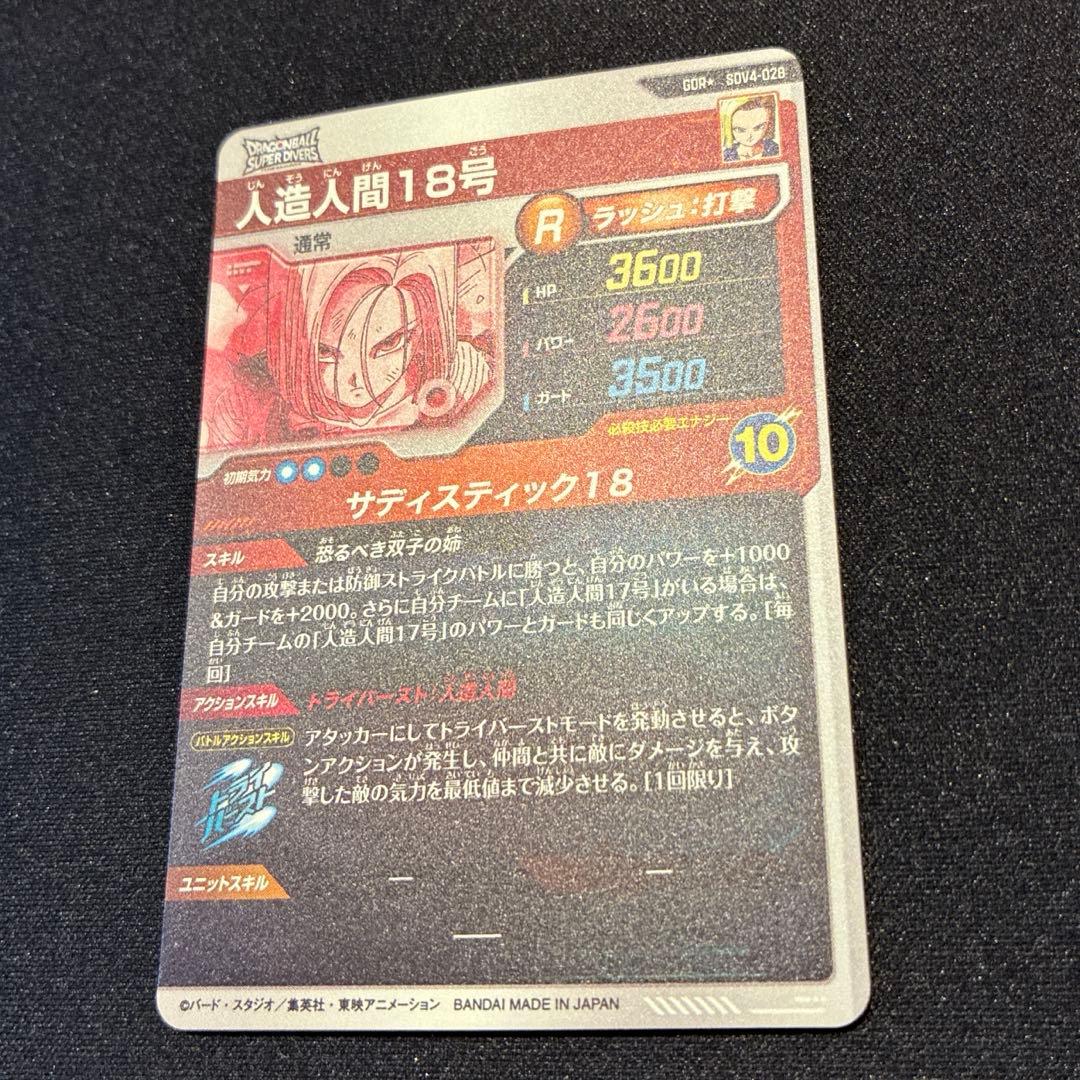 GDR★ SDV4-028
DRAGONBALL
SUPER DIVERS
じん ぞう にん げん ごう
人造人間18号
通常
R
ラッシュ:打撃
HP 3600
パワー 2600
ガード 3500
必殺技必要エナジー 10
初期気力
サディスティック18
スキル 恐るべき双子の姉
自分の攻撃または防御ストライクバトルに勝つと、自分のパワーを+1000
&ガードを+2000。さらに自分チームに「人造人間17号」がいる場合は、
自分チームの「人造人間17号」のパワーとガードも同じくアップする。[毎
回]
アクションスキル トライバースト:人造人間
バトルアクションスキル
アタッカーにしてトライバーストモードを発動させると、ボタ
ンアクションが発生し、仲間と共に敵にダメージを与え、攻
撃した敵の気力を最低値まで減少させる。[1回限り]
トライ
バースト
ユニットスキル
— —
—
©バード・スタジオ/集英社・東映アニメーション BANDAI MADE IN JAPAN